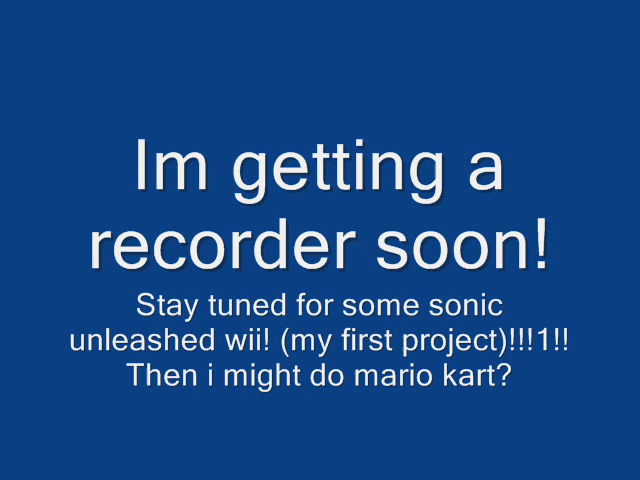 Im getting a
recorder soon!
Stay tuned for some sonic
unleashed wii! (my first project)!!!1!!
Then i might do mario kart?